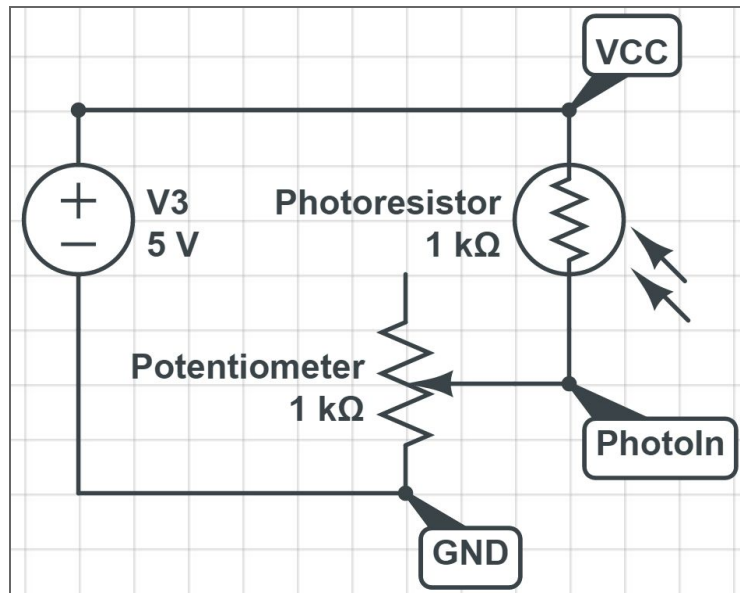 VCC
V3
5 V
Photoresistor
1 kΩ
Potentiometer
1 kΩ
PhotoIn
GND